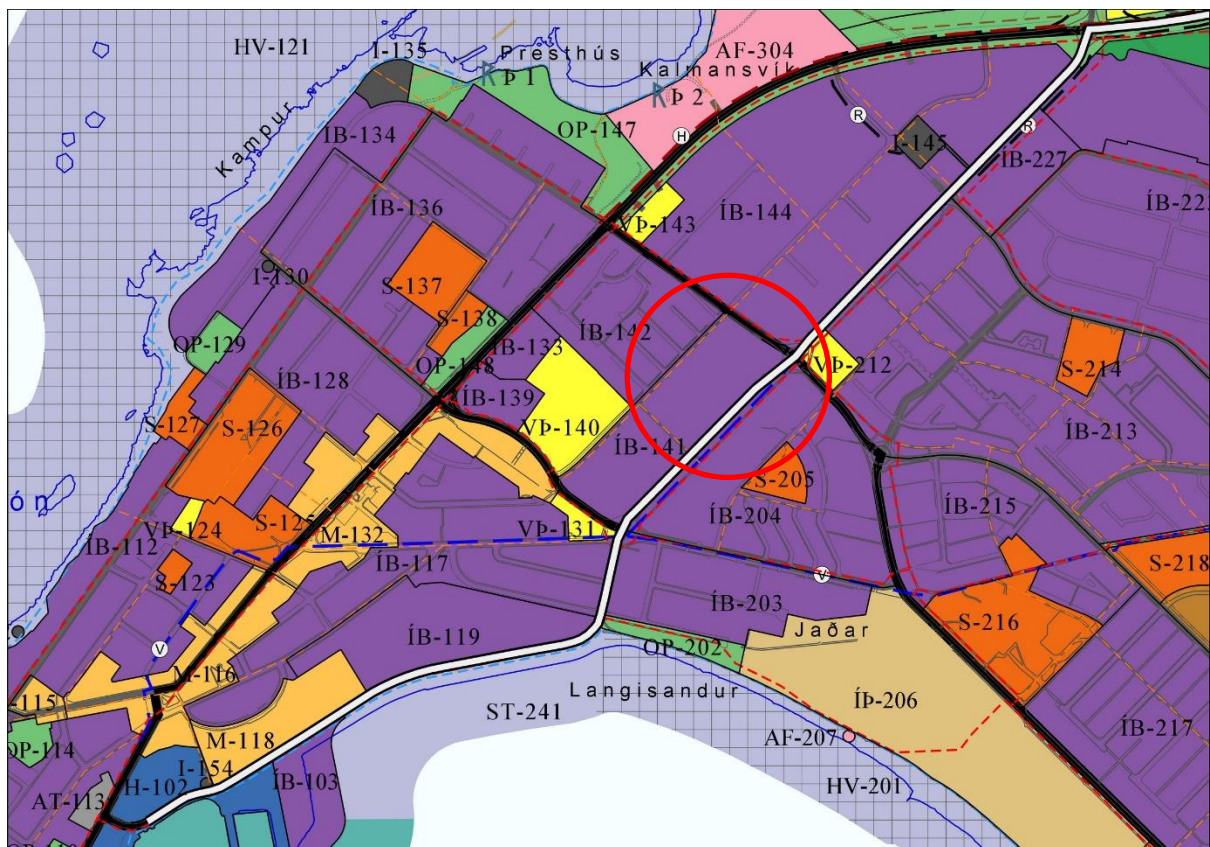 HV-121
I-135
Presthús
AF-304
Kalmansvík
Þ 1
Þ 2
OP-147
H
R
R
I-145
ÍB-134
ÍB-227
Kampur
ÍB-136
VÞ-143
ÍB-144
I-130
S-137
S-138
ÍB-142
OP-129
ÍB-133
VÞ-212
OP-148
S-214
ÍB-128
ÍB-139
S-127
S-126
VÞ-140
ÍB-141
ÍB-213
S-205
ón
VÞ-124
S-125
ÍB-204
ÍB-215
ÍB-112
M-132
VÞ-131
S-123
ÍB-117
V
S-218
ÍB-203
S-216
ÍB-119
Jaðar
V
OP-202
M-116
Langisandur
-115
ÍÞ-206
ST-241
ÍB-217
OP-114
M-118
AF-207
I-154
H-102
ÍB-103
HV-201
AT-113